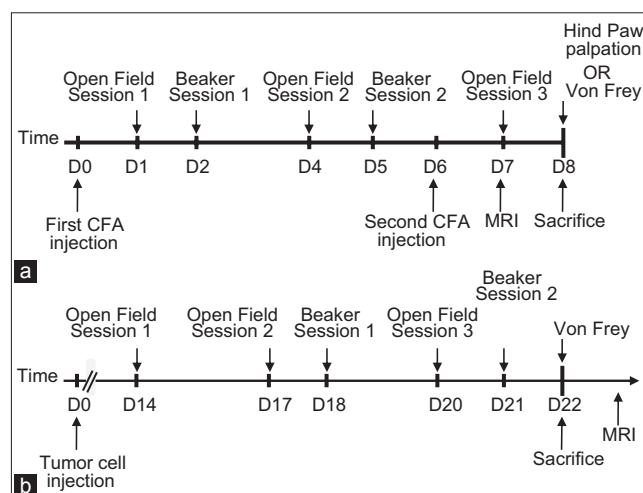 Hind Paw
palpation
OR
Von Frey
Open Field
Session 1
Beaker
Session 1
Open Field
Session 2
Beaker
Session 2
Open Field
Session 3
Time
D0 D1 D2 D4 D5 D6 D7 D8
First CFA
injection
Second CFA
injection
MRI
Sacrifice
a
Open Field
Session 1
Open Field
Session 2
Beaker
Session 1
Open Field
Session 3
Beaker
Session 2
Von Frey
Time
D0 D14 D17 D18 D20 D21 D22
MRI
Tumor cell
injection
Sacrifice
b